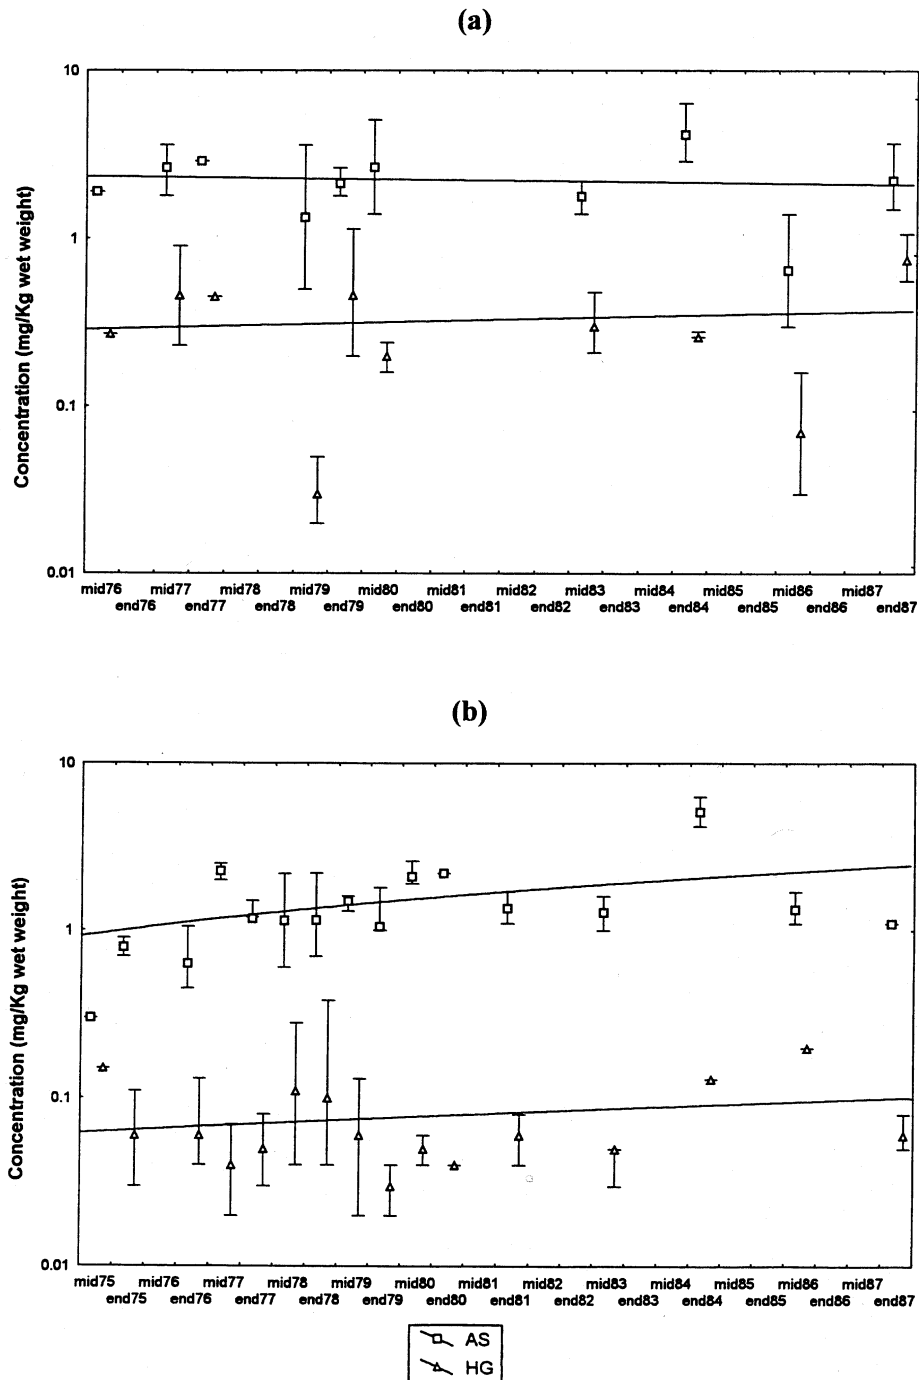 (a)
10
1
0.1
0.01
Concentration (mg/Kg wet weight)
mid76 mid77 mid78 mid79 mid80 mid81 mid82 mid83 mid84 mid85 mid86 mid87
end76 end77 end78 end79 end80 end81 end82 end83 end84 end85 end86 end87
(b)
10
1
0.1
0.01
Concentration (mg/Kg wet weight)
mid75 mid76 mid77 mid78 mid79 mid80 mid81 mid82 mid83 mid84 mid85 mid86 mid87
end75 end76 end77 end78 end79 end80 end81 end82 end83 end84 end85 end86 end87
AS
HG